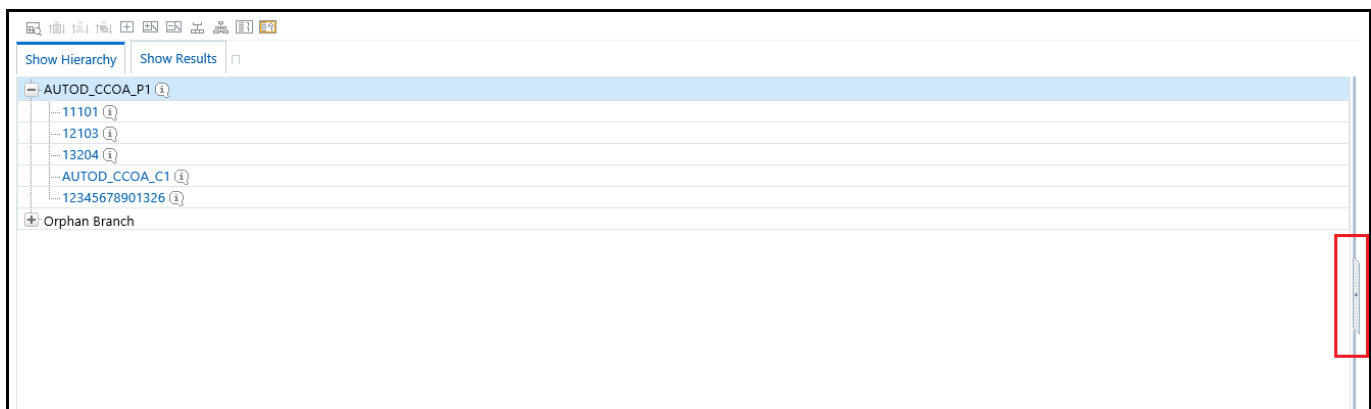 Show Hierarchy Show Results
AUTOD_CCOA_P1
11101
12103
13204
AUTOD_CCOA_C1
12345678901326
Orphan Branch